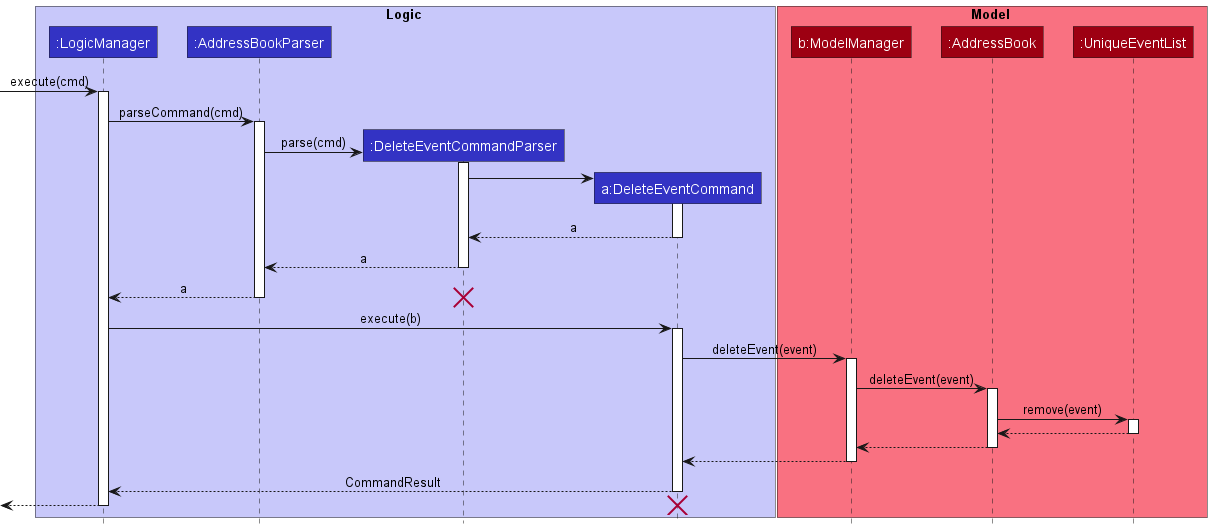 Logic
Model
:LogicManager
:AddressBookParser
b:ModelManager
:AddressBook
:UniqueEventList
execute(cmd)
parseCommand(cmd)
parse(cmd)
:DeleteEventCommandParser
a:DeleteEventCommand
a
a
a
execute(b)
deleteEvent(event)
deleteEvent(event)
remove(event)
CommandResult